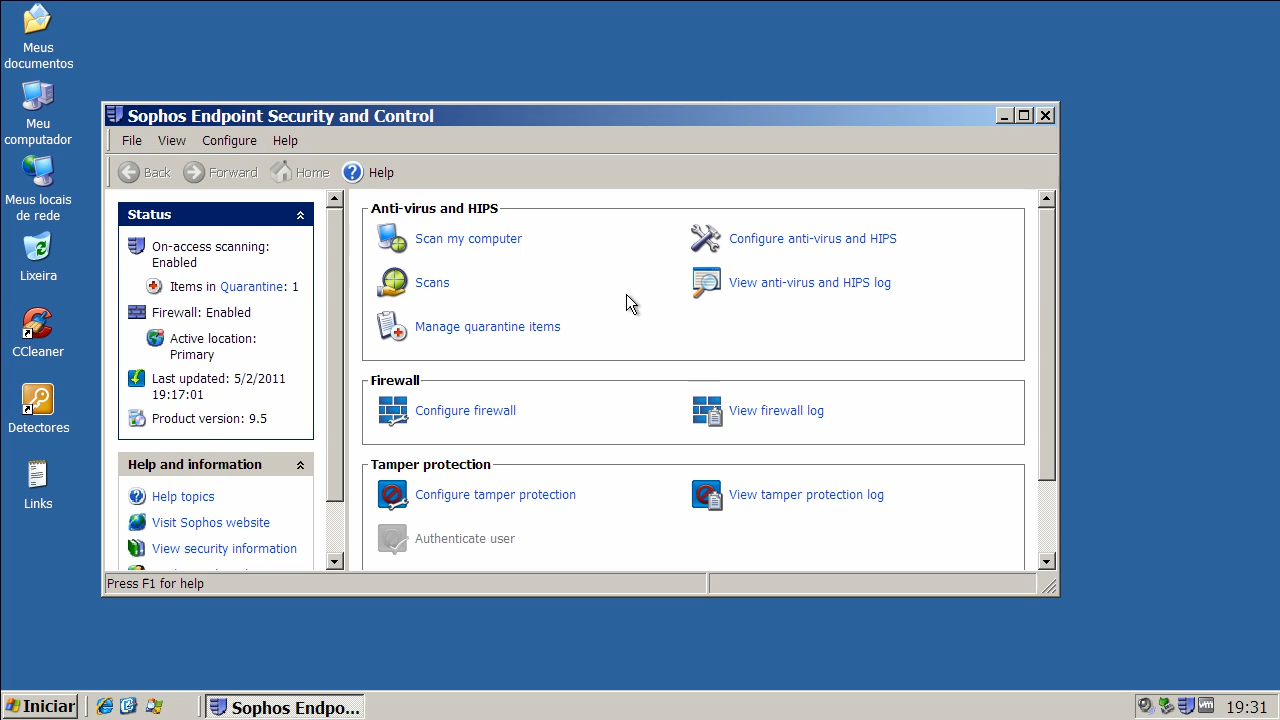 Meus
documentos
Meu
computador
Meus locais
de rede
Lixeira
CCleaner
Detectores
Links
Sophos Endpoint Security and Control
File View Configure Help
Back Forward Home Help
Status
On-access scanning:
Enabled
Items in Quarantine: 1
Firewall: Enabled
Active location:
Primary
Last updated: 5/2/2011
19:17:01
Product version: 9.5
Help and information
Help topics
Visit Sophos website
View security information
Anti-virus and HIPS
Scan my computer
Configure anti-virus and HIPS
Scans
View anti-virus and HIPS log
Manage quarantine items
Firewall
Configure firewall
View firewall log
Tamper protection
Configure tamper protection
View tamper protection log
Authenticate user
Press F1 for help
Iniciar
Sophos Endpo...
vm
19:31